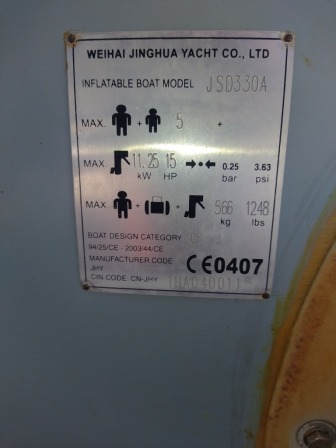 WEIHAI JINGHUA YACHT CO., LTD
INFLATABLE BOAT MODEL JSD330A
MAX. + 5 +
MAX. 11.25 15 0.25 3.63
kW HP bar psi
MAX. + + 566 1248
kg lbs
BOAT DESIGN CATEGORY
94/25/CE - 2003/44/CE
MANUFACTURER CODE
JHY
CE0407
CIN CODE: CN-JHY